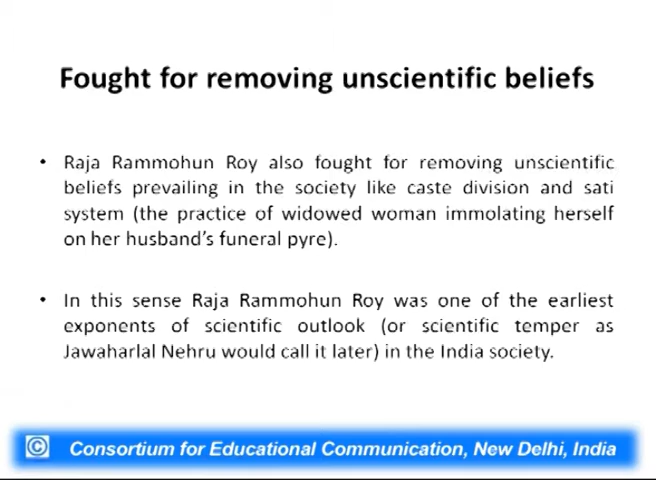 Fought for removing unscientific beliefs
• Raja Rammohun Roy also fought for removing unscientific
beliefs prevailing in the society like caste division and sati
system (the practice of widowed woman immolating herself
on her husband's funeral pyre).
• In this sense Raja Rammohun Roy was one of the earliest
exponents of scientific outlook (or scientific temper as
Jawaharlal Nehru would call it later) in the India society.
© Consortium for Educational Communication, New Delhi, India